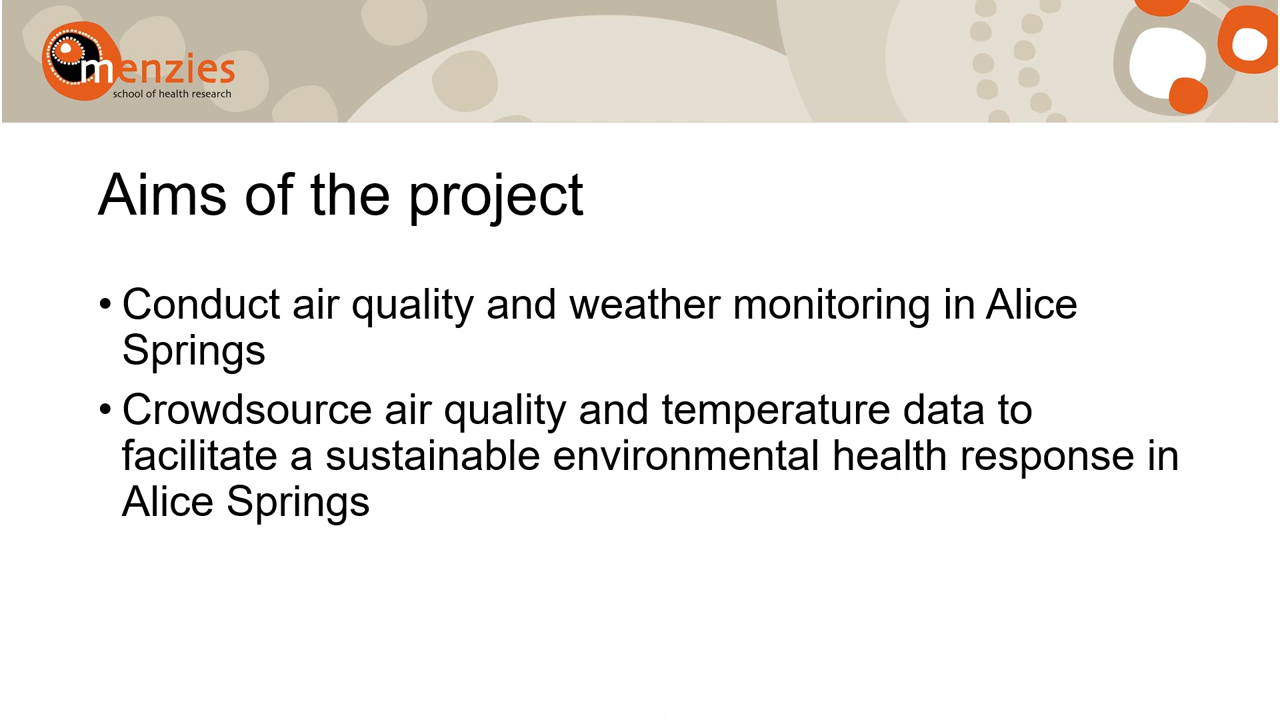 menzies
school of health research
Aims of the project
• Conduct air quality and weather monitoring in Alice
Springs
• Crowdsource air quality and temperature data to
facilitate a sustainable environmental health response in
Alice Springs